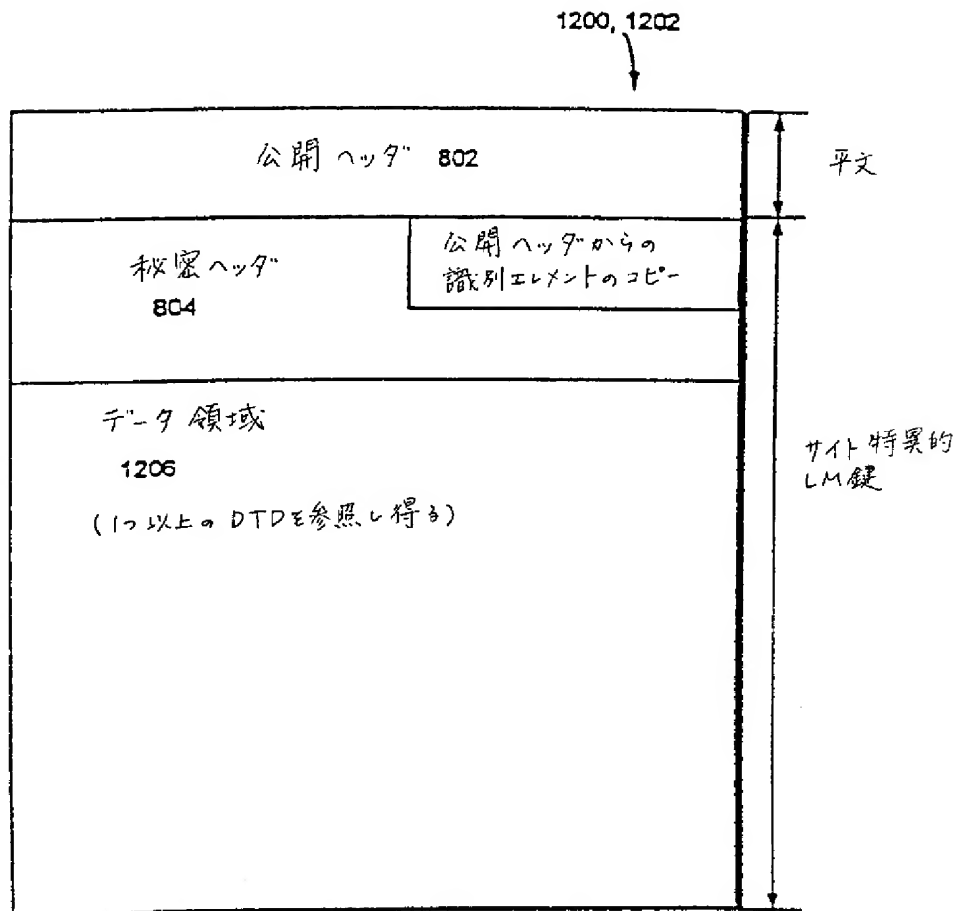 1200, 1202
公開ヘッダ 802
平文
秘密ヘッダ
804
公開ヘッダからの
識別エレメントのコピー
データ領域
1206
(1つ以上のDTDを参照し得る)
サイト特異的
LM鍵